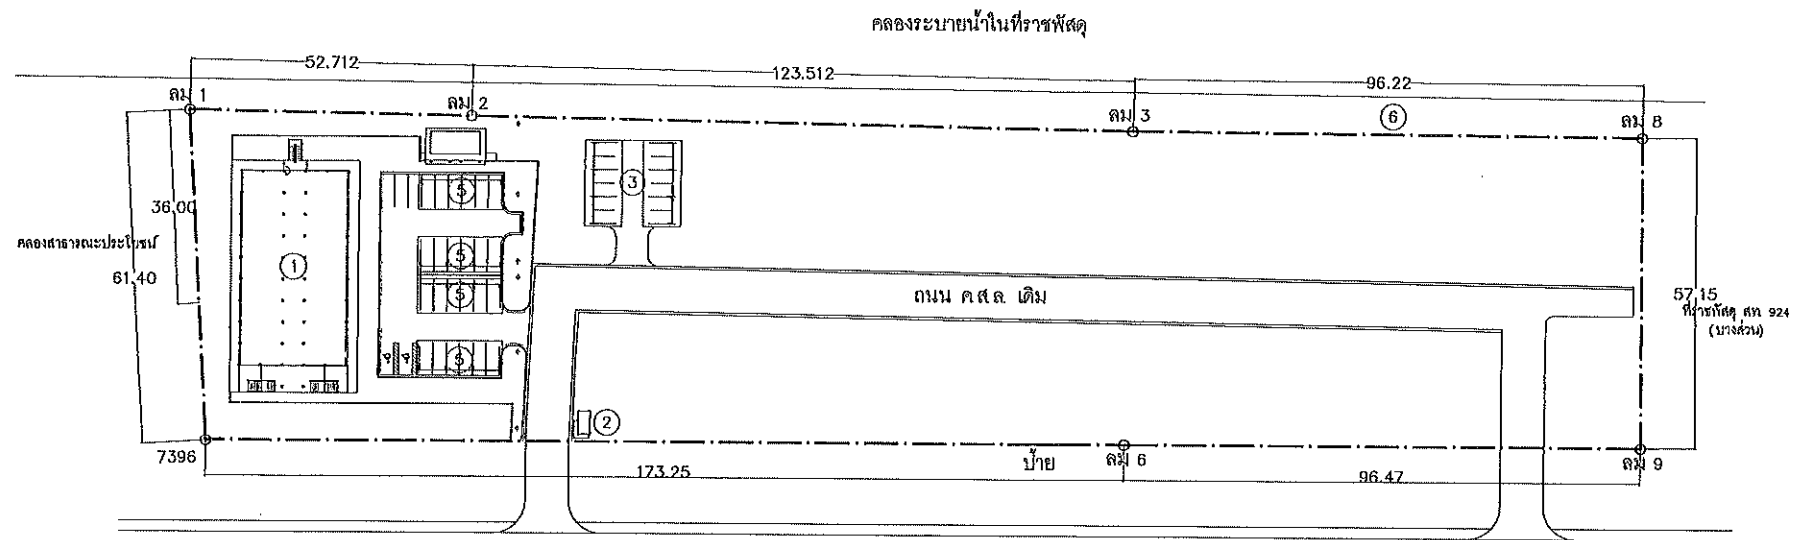 คลองระบายน้ำในที่ราชพัสดุ
52.712
123.512
96.22
ลม 1
ลม 2
ลม 3
6
ลม 8
5
3
36.00
คลองสาธารณะประโยชน์
61.40
1
5
5
ถนน ค.ส.ล. เดิม
57.15
ที่ราชพัสดุ สท 924
(บางส่วน)
5
2
7396
173.25
ป้าย
ลม 6
96.47
ลม 9